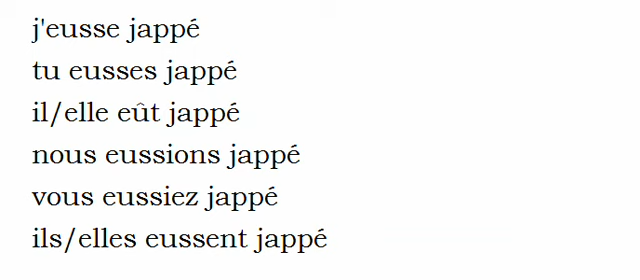 j'eusse jappé
tu eusses jappé
il/elle eût jappé
nous eussions jappé
vous eussiez jappé
ils/elles eussent jappé